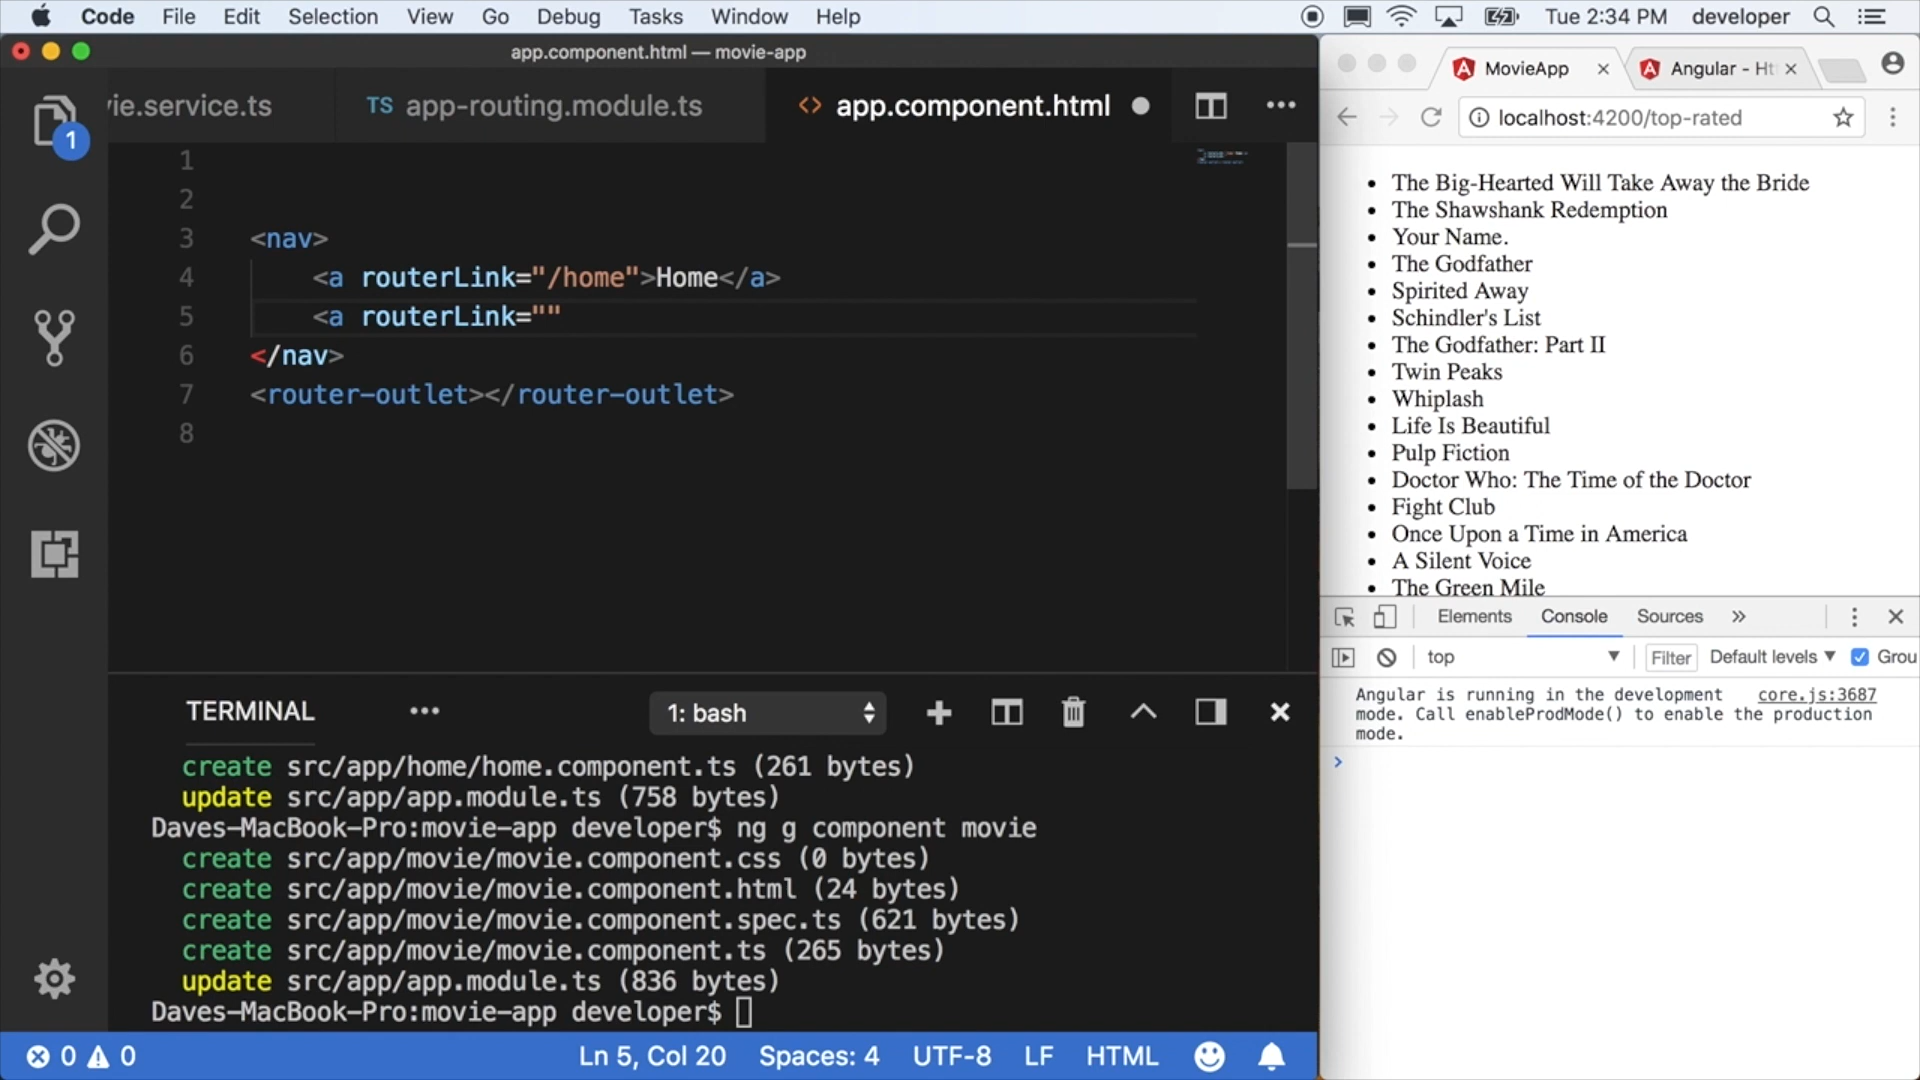 Code File Edit Selection View Go Debug Tasks Window Help Tue 2:34 PM developer
app.component.html — movie-app
vie.service.ts TS app-routing.module.ts <> app.component.html
1
2
3 <nav>
4 <a routerLink="/home">Home</a>
5 <a routerLink=""
6 </nav>
7 <router-outlet></router-outlet>
8
1
TERMINAL 1: bash
create src/app/home/home.component.ts (261 bytes)
update src/app/app.module.ts (758 bytes)
Daves-MacBook-Pro:movie-app developer$ ng g component movie
create src/app/movie/movie.component.css (0 bytes)
create src/app/movie/movie.component.html (24 bytes)
create src/app/movie/movie.component.spec.ts (621 bytes)
create src/app/movie/movie.component.ts (265 bytes)
update src/app/app.module.ts (836 bytes)
Daves-MacBook-Pro:movie-app developer$
0 0 Ln 5, Col 20 Spaces: 4 UTF-8 LF HTML
MovieApp Angular - Ht
localhost:4200/top-rated
• The Big-Hearted Will Take Away the Bride
• The Shawshank Redemption
• Your Name.
• The Godfather
• Spirited Away
• Schindler's List
• The Godfather: Part II
• Twin Peaks
• Whiplash
• Life Is Beautiful
• Pulp Fiction
• Doctor Who: The Time of the Doctor
• Fight Club
• Once Upon a Time in America
• A Silent Voice
• The Green Mile
Elements Console Sources »
top Filter Default levels Grou
Angular is running in the development core.js:3687
mode. Call enableProdMode() to enable the production
mode.